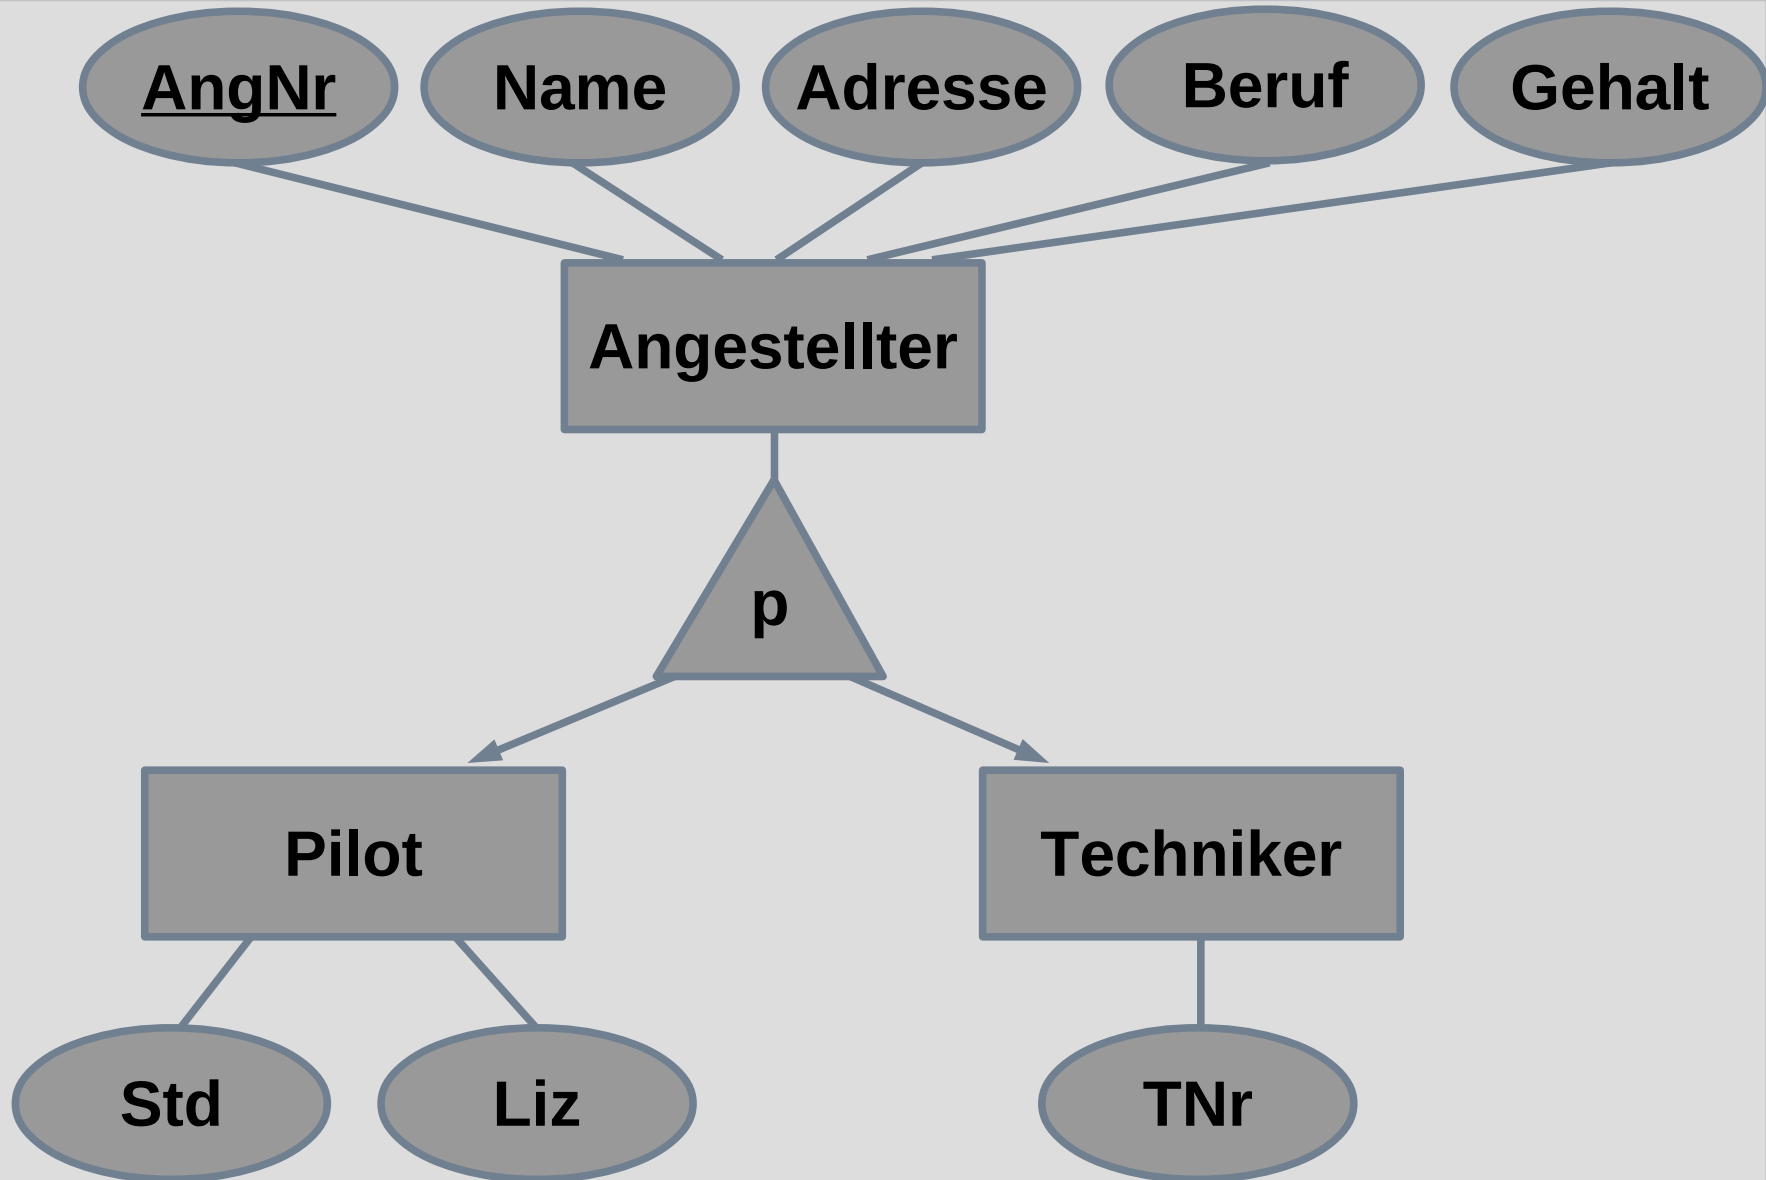 AngNr
Name
Adresse
Beruf
Gehalt
Angestellter
p
Pilot
Techniker
Std
Liz
TNr